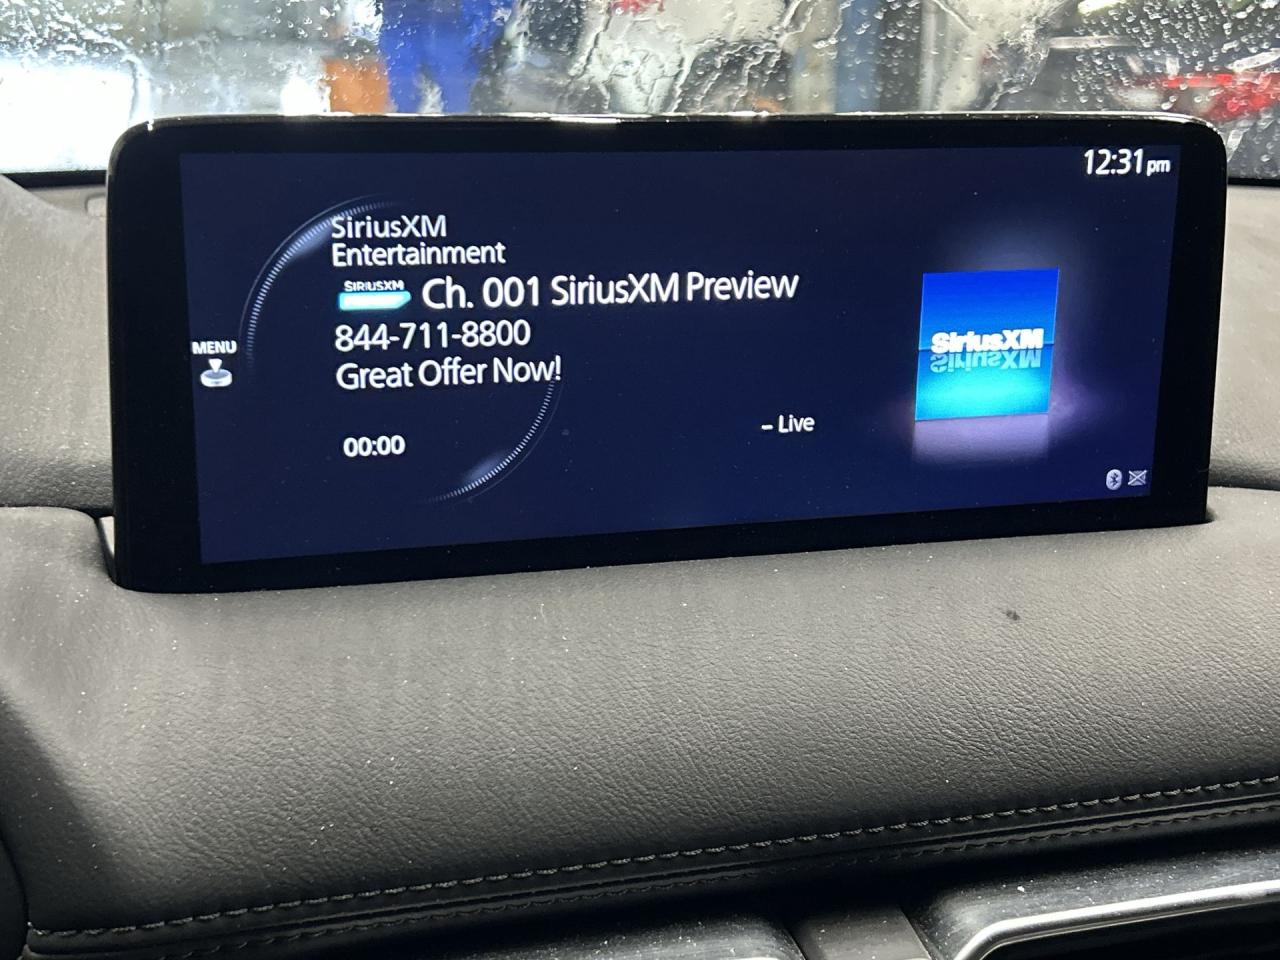 12:31 pm
SiriusXM
Entertainment
SIRIUSXM
Ch. 001 SiriusXM Preview
844-711-8800
MENU
Great Offer Now!
00:00
– Live
SiriusXM
SiriusXM